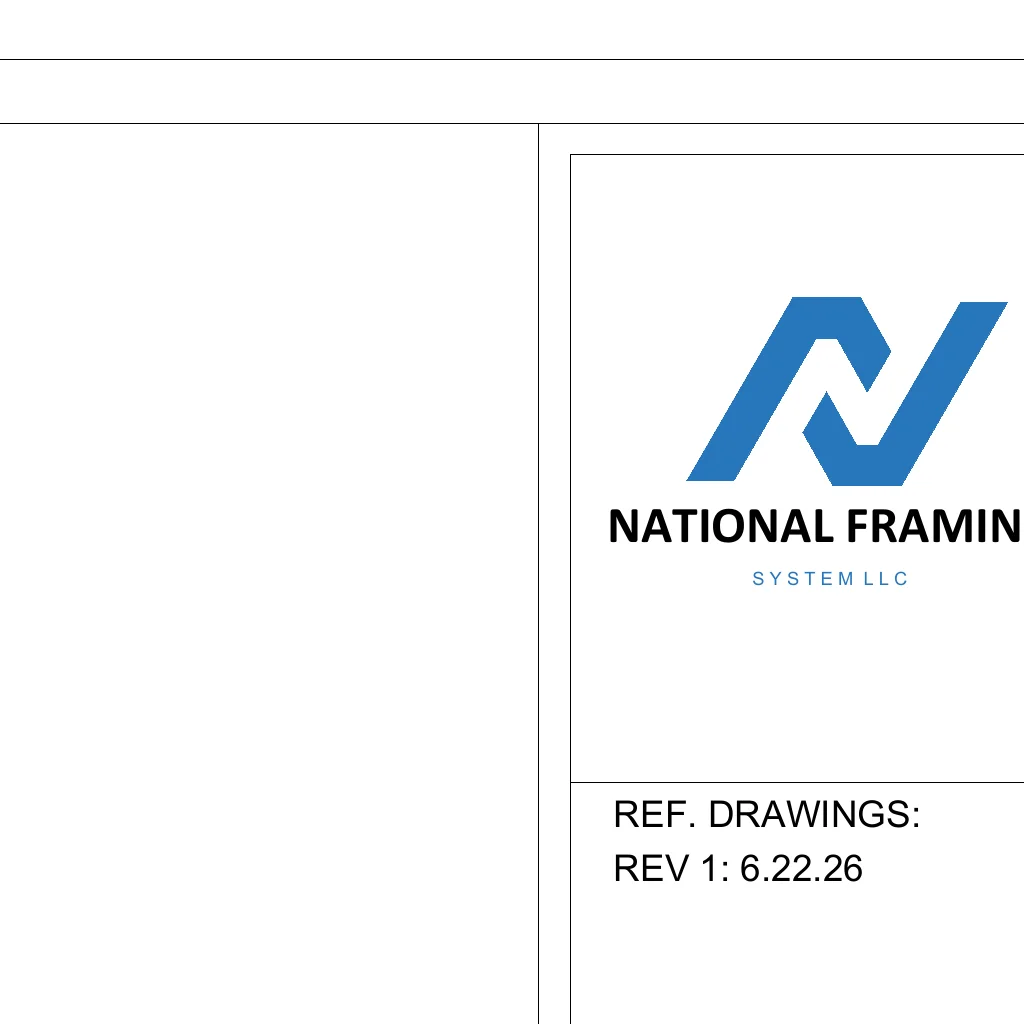 NATIONAL FRAMIN
SYSTEM LLC
REF. DRAWINGS:
REV 1: 6.22.26